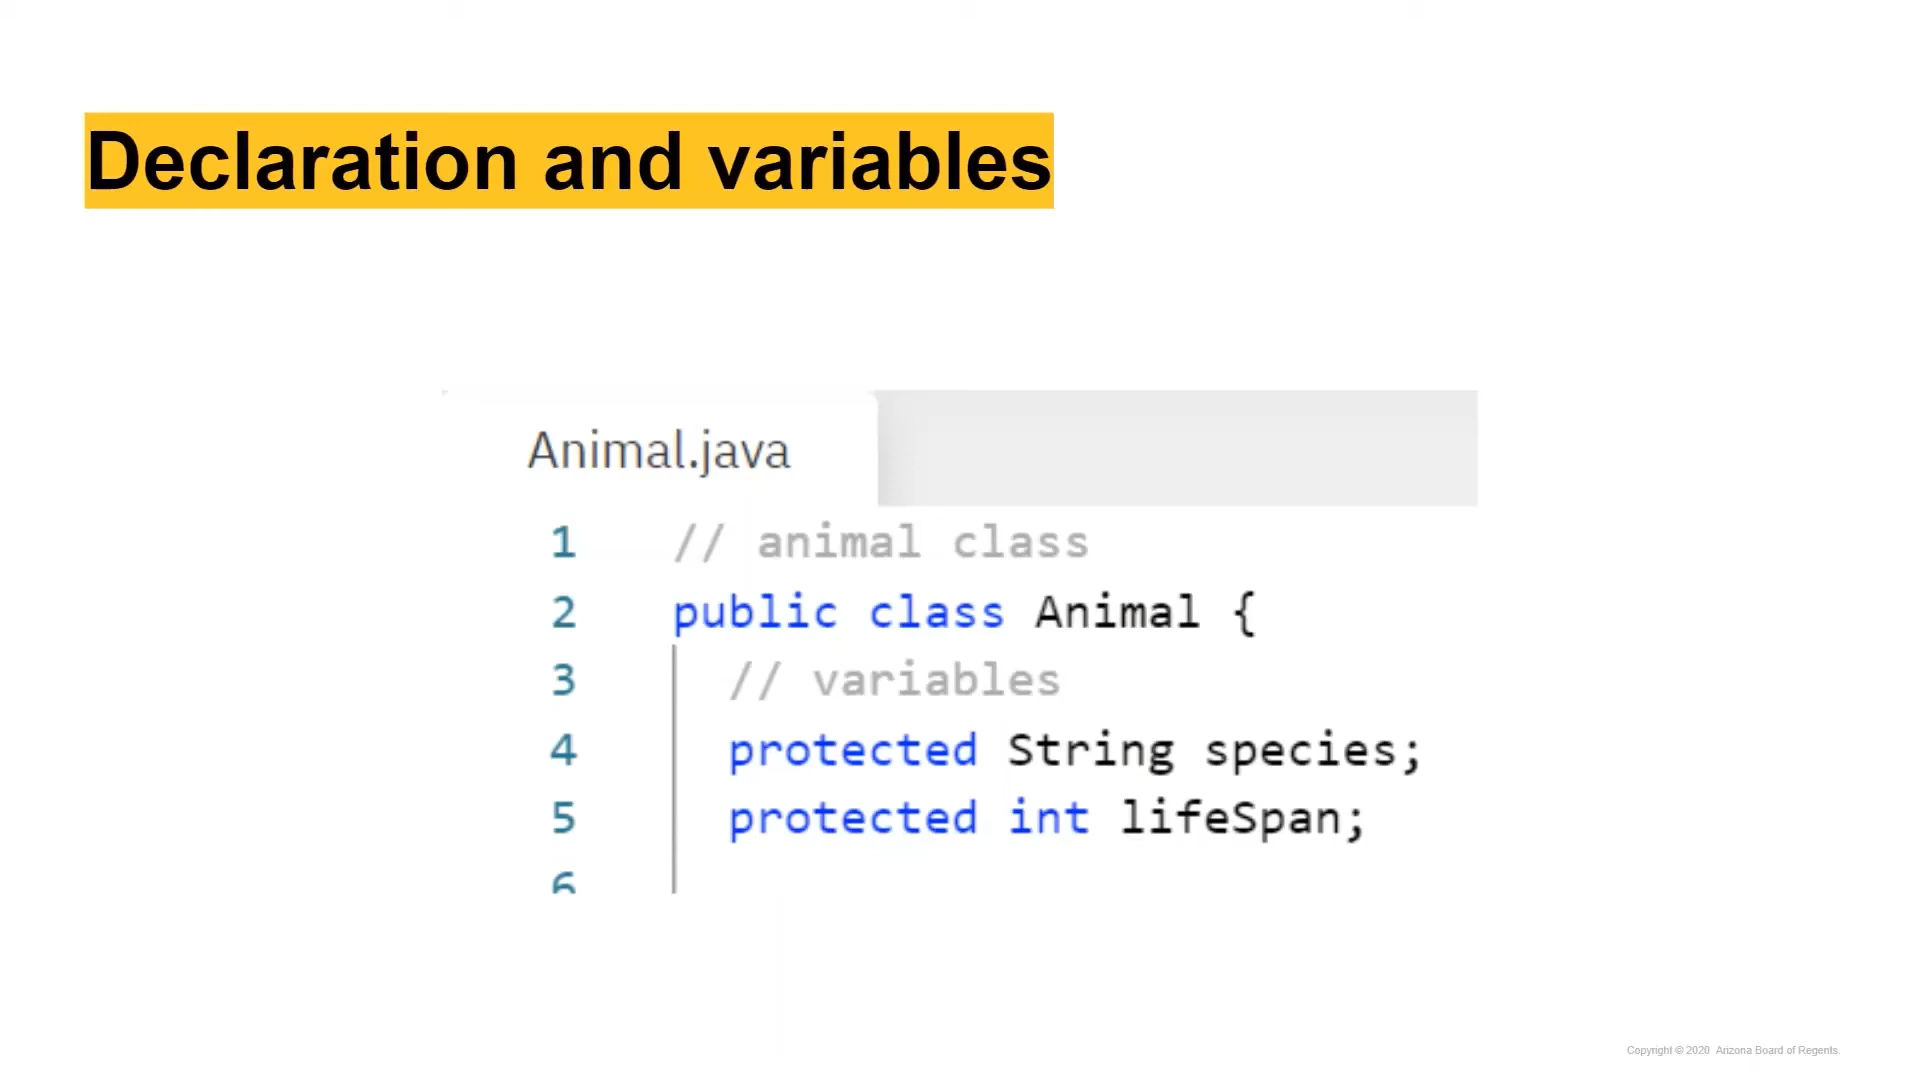 Declaration and variables
Animal.java
1 // animal class
2 public class Animal {
3 // variables
4 protected String species;
5 protected int lifeSpan;
6
Copyright © 2020 Arizona Board of Regents.